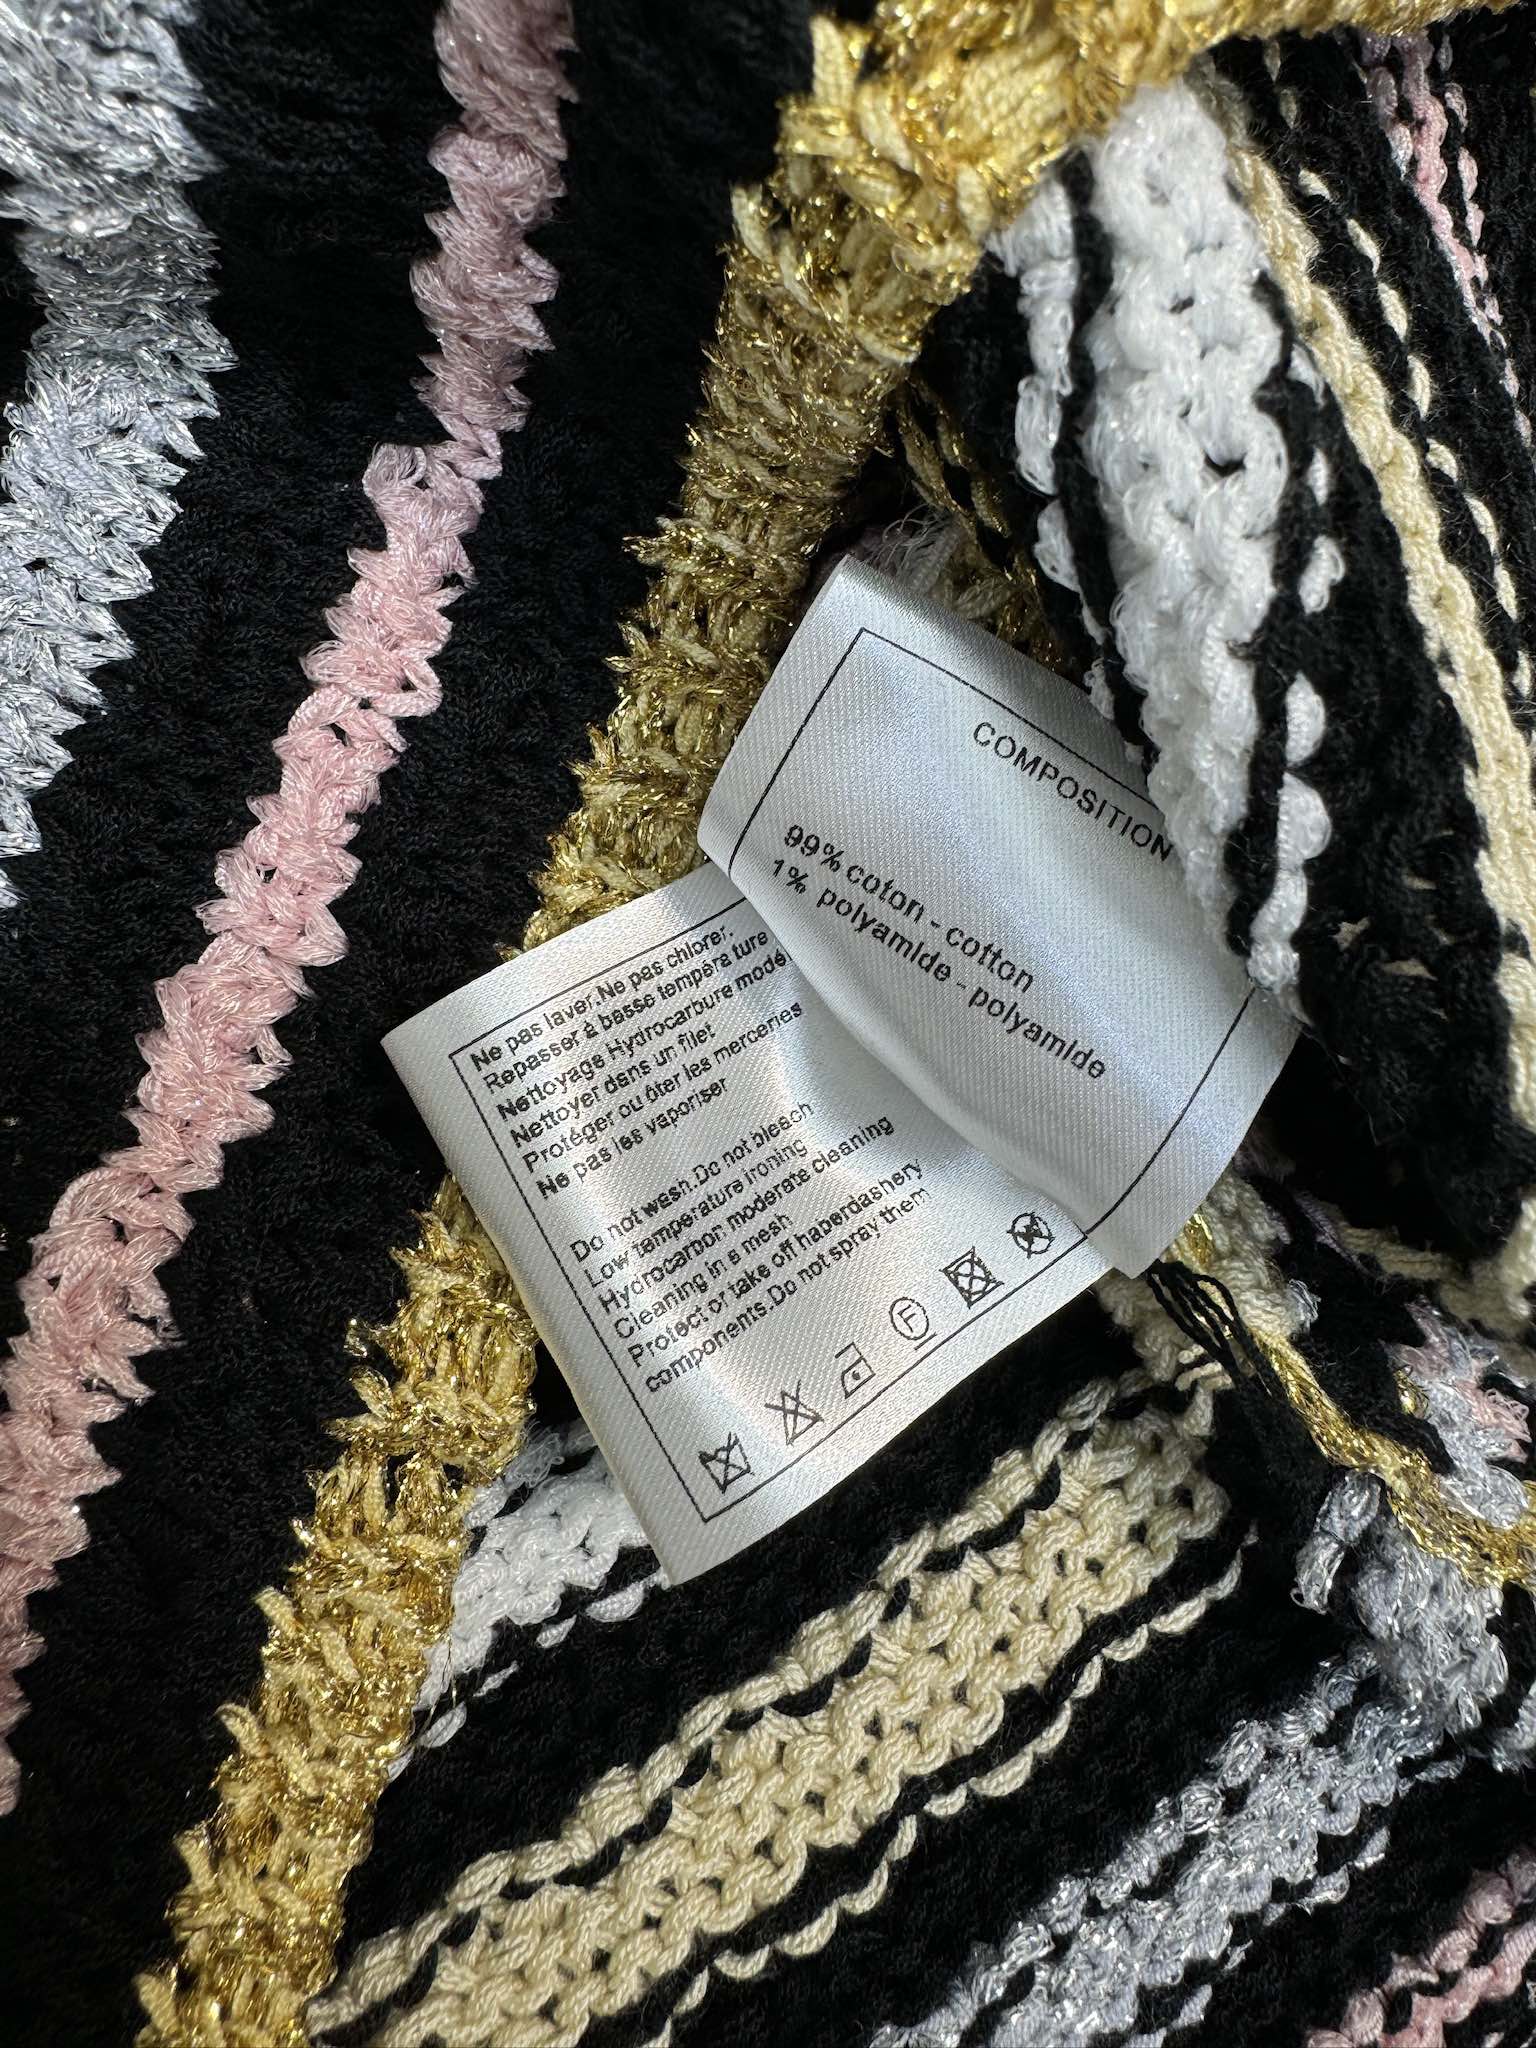 COMPOSITION
99% coton - cotton
1% polyamide - polyamide
Ne pas laver.Ne pas chlorer.
Repasser à basse température
Nettoyage Hydrocarbure
Nettoyer dans un filet
Protéger ou ôter les merceries
Ne pas les vaporiser
Do not wash.Do not bleach
Low temperature ironing
Hydrocarbon moderate cleaning
Cleaning in a mesh
Protect or take off haberdashery
components.Do not spray them
F